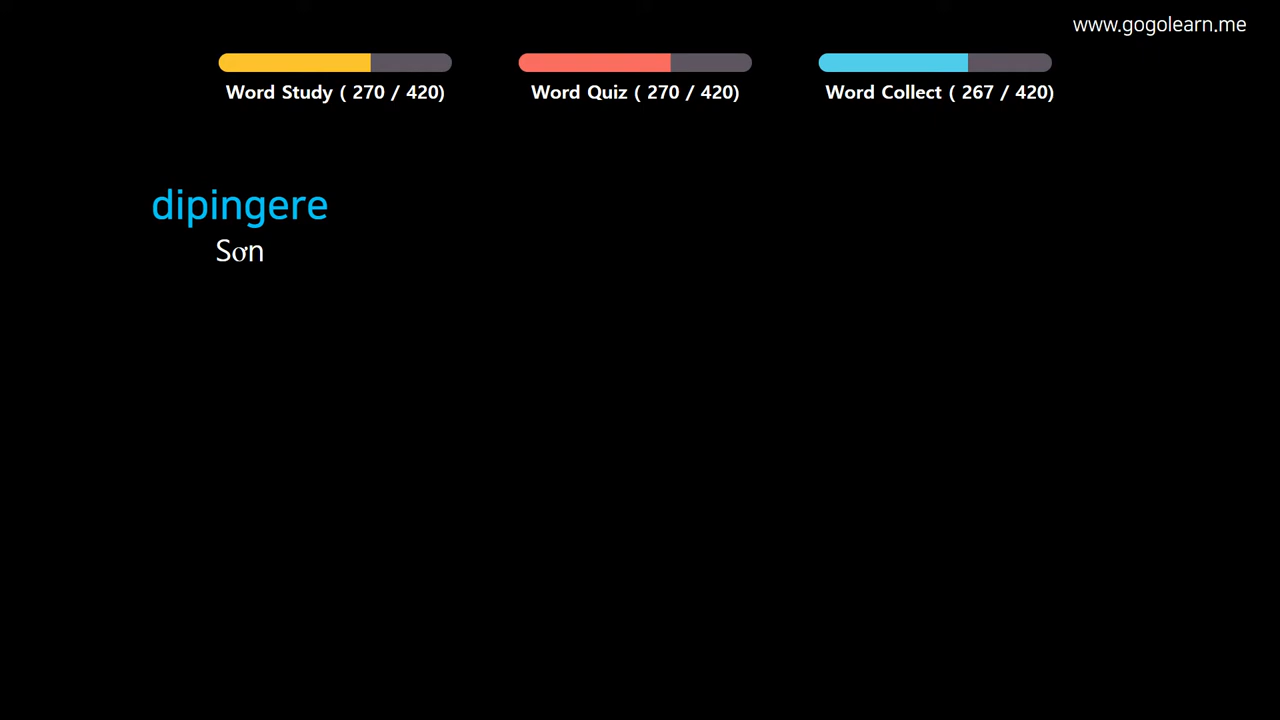 www.gogolearn.me
Word Study ( 270 / 420)
Word Quiz ( 270 / 420)
Word Collect ( 267 / 420)
dipingere
Sơn